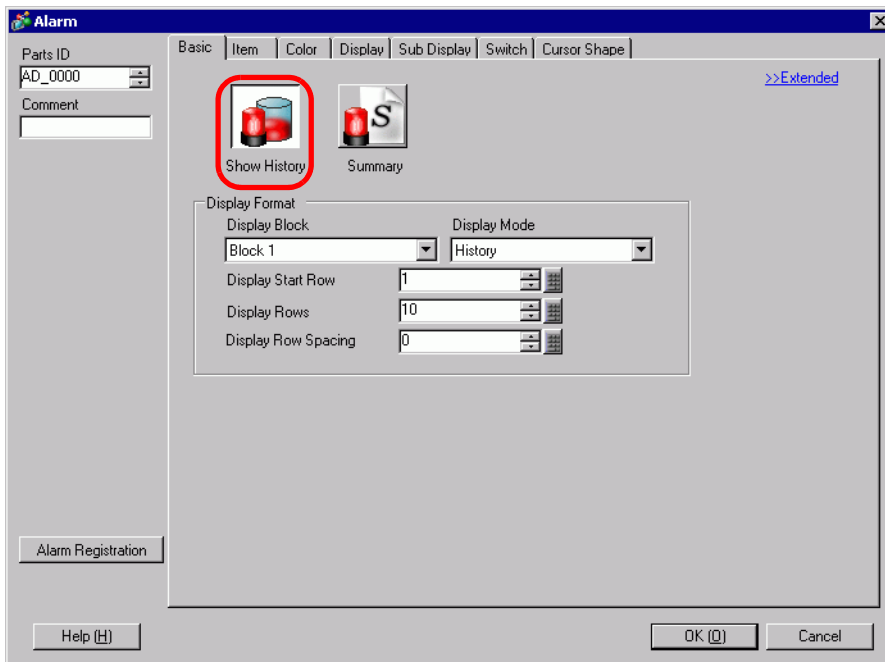 Alarm
Parts ID
AD_0000
Comment
Basic Item Color Display Sub Display Switch Cursor Shape
>>Extended
S
Show History Summary
Display Format
Display Block Display Mode
Block 1 History
Display Start Row 1
Display Rows 10
Display Row Spacing 0
Alarm Registration
Help (H) OK (O) Cancel